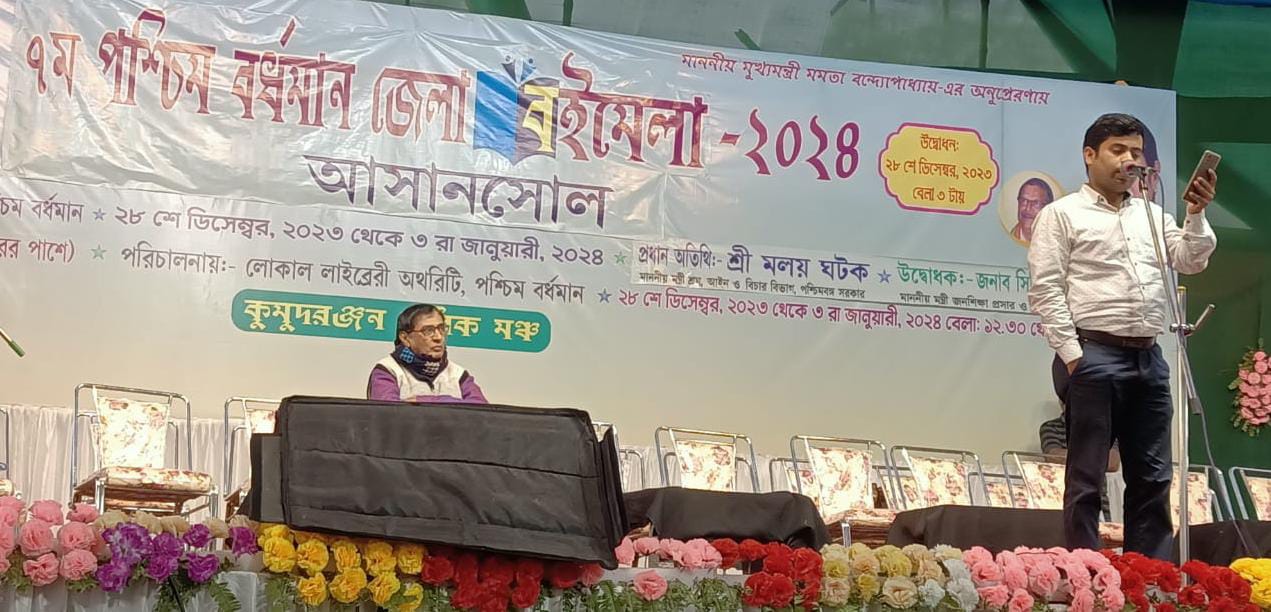 ৭ম পশ্চিম বর্ধমান জেলা বইমেলা -২০২৪
মাননীয় মুখ্যমন্ত্রী মমতা বন্দ্যোপাধ্যায়-এর অনুপ্রেরণায়
আসানসোল
উদ্বোধন:
২৮ শে ডিসেম্বর, ২০২৩
বেলা ৩ টায়
বর্ধমান ☆ ২৮ শে ডিসেম্বর, ২০২৩ থেকে ৩ রা জানুয়ারী, ২০২৪ ☆ প্রধান অতিথি:- শ্রী মলয় ঘটক ☆ উদ্বোধক:- জনাব সি
মাননীয় মন্ত্রী শ্রম, আইন ও বিচার বিভাগ, পশ্চিমবঙ্গ সরকার
মাননীয় মন্ত্রী জনশিক্ষা প্রসার ও
পাশে) ☆ পরিচালনায়:- লোকাল লাইব্রেরী অথরিটি, পশ্চিম বর্ধমান ☆ ২৮ শে ডিসেম্বর, ২০২৩ থেকে ৩ রা জানুয়ারী, ২০২৪ বেলা: ১২.৩০
কুমুদরঞ্জন মঞ্চ